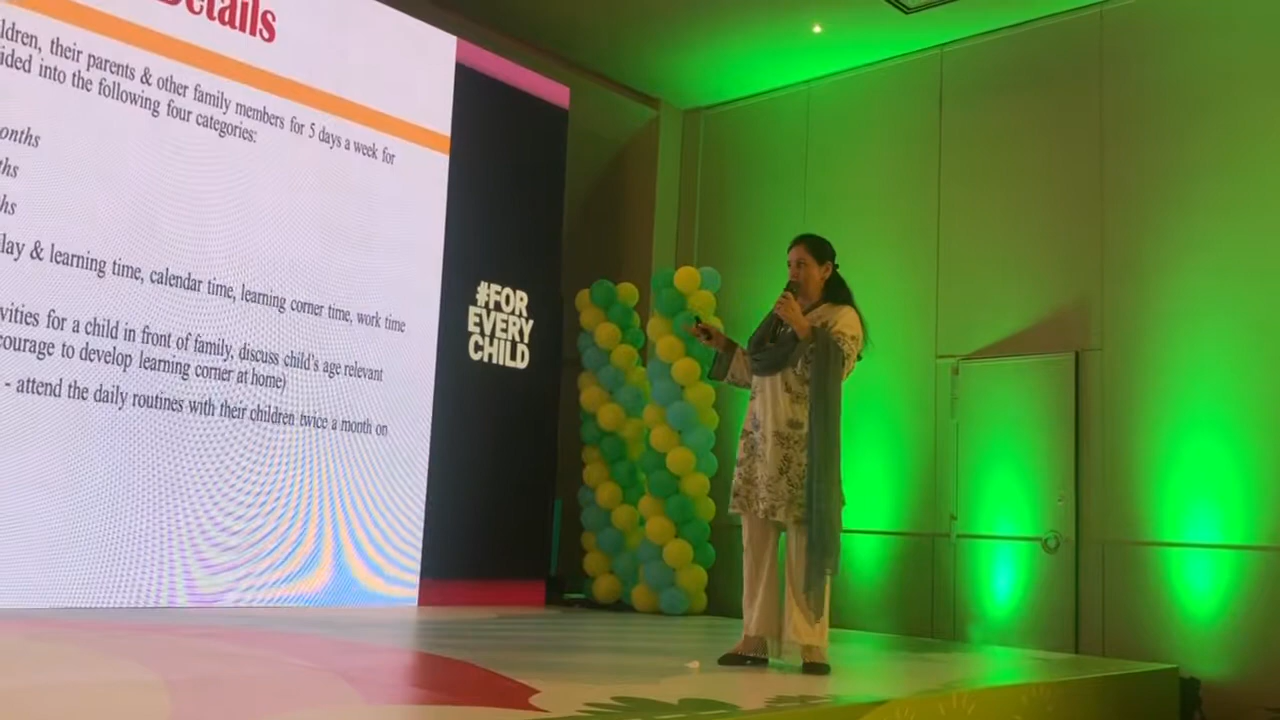 Details
ldren, their parents & other family members for 5 days a week for
ided into the following four categories:
onths
ths
hs
lay & learning time, calendar time, learning corner time, work time
vities for a child in front of family, discuss child's age relevant
courage to develop learning corner at home)
- attend the daily routines with their children twice a month on
#FOR
EVERY
CHILD